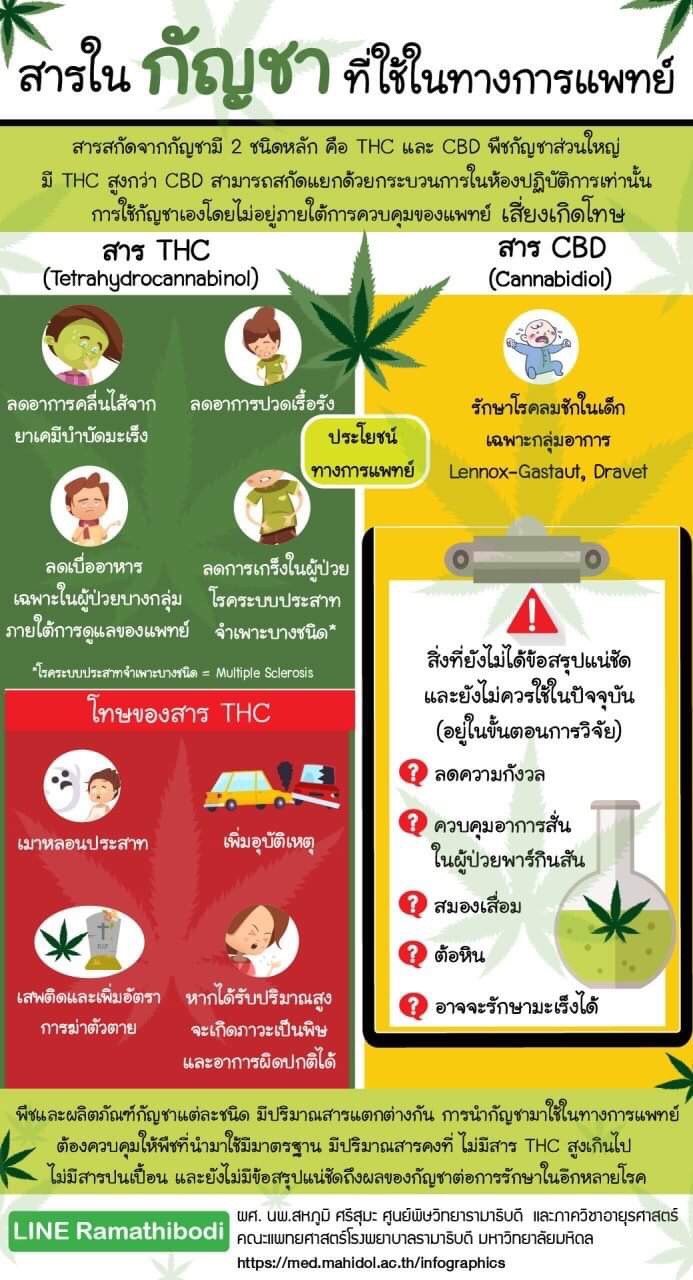 สารใน กัญชา ที่ใช้ในทางการแพทย์
สารสกัดจากกัญชามี 2 ชนิดหลัก คือ THC และ CBD พืชกัญชาส่วนใหญ่
มี THC สูงกว่า CBD สามารถสกัดแยกด้วยกระบวนการในห้องปฏิบัติการเท่านั้น
การใช้กัญชาเองโดยไม่อยู่ภายใต้การควบคุมของแพทย์ เสี่ยงเกิดโทษ
สาร THC
(Tetrahydrocannabinol)
สาร CBD
(Cannabidiol)
ลดอาการคลื่นไส้จาก
ยาเคมีบำบัดมะเร็ง
ลดอาการปวดเรื้อรัง
ประโยชน์
ทางการแพทย์
รักษาโรคลมชักในเด็ก
เฉพาะกลุ่มอาการ
Lennox-Gastaut, Dravet
ลดเบื่ออาหาร
เฉพาะในผู้ป่วยบางกลุ่ม
ภายใต้การดูแลของแพทย์
ลดการเกร็งในผู้ป่วย
โรคระบบประสาท
จำเพาะบางชนิด*
*โรคระบบประสาทจำเพาะบางชนิด = Multiple Sclerosis
โทษของสาร THC
เมาหลอนประสาท
เพิ่มอุบัติเหตุ
RIP
เสพติดและเพิ่มอัตรา
การฆ่าตัวตาย
หากได้รับปริมาณสูง
จะเกิดภาวะเป็นพิษ
และอาการผิดปกติได้
สิ่งที่ยังไม่ได้ข้อสรุปแน่ชัด
และยังไม่ควรใช้ในปัจจุบัน
(อยู่ในขั้นตอนการวิจัย)
? ลดความกังวล
? ควบคุมอาการสั่น
ในผู้ป่วยพาร์กินสัน
? สมองเสื่อม
? ต้อหิน
? อาจจะรักษามะเร็งได้
พืชและผลิตภัณฑ์กัญชาแต่ละชนิด มีปริมาณสารแตกต่างกัน การนำกัญชามาใช้ในทางการแพทย์
ต้องควบคุมให้พืชที่นำมาใช้มีมาตรฐาน มีปริมาณสารคงที่ ไม่มีสาร THC สูงเกินไป
ไม่มีสารปนเปื้อน และยังไม่มีข้อสรุปแน่ชัดถึงผลของกัญชาต่อการรักษาในอีกหลายโรค
LINE Ramathibodi
ผศ. นพ.สหภูมิ ศรีสุมะ ศูนย์พิษวิทยารามาธิบดี และภาควิชาอายุรศาสตร์
คณะแพทยศาสตร์โรงพยาบาลรามาธิบดี มหาวิทยาลัยมหิดล
https://med.mahidol.ac.th/infographics